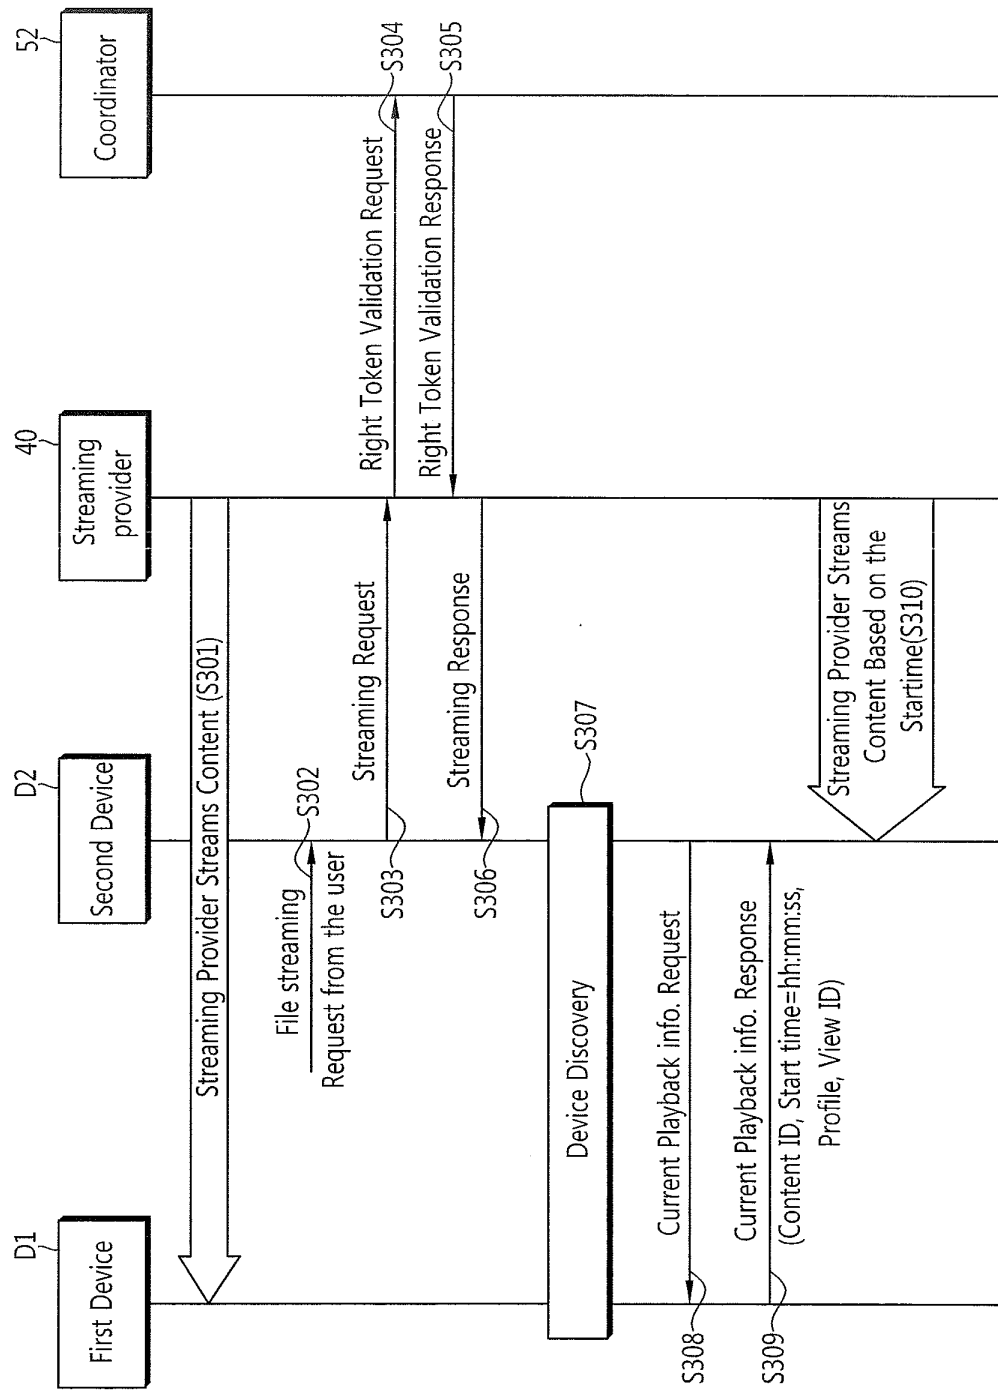 D1
First Device
D2
Second Device
40
Streaming
provider
52
Coordinator
Streaming Provider Streams Content (S301)
File streaming
Request from the user
S302
Streaming Request
S303
Right Token Validation Request
S304
Right Token Validation Response
S305
Streaming Response
S306
Device Discovery
S307
Current Playback info. Request
S308
Current Playback info. Response
(Content ID, Start time=hh:mm:ss,
Profile, View ID)
S309
Streaming Provider Streams
Content Based on the
Startime(S310)